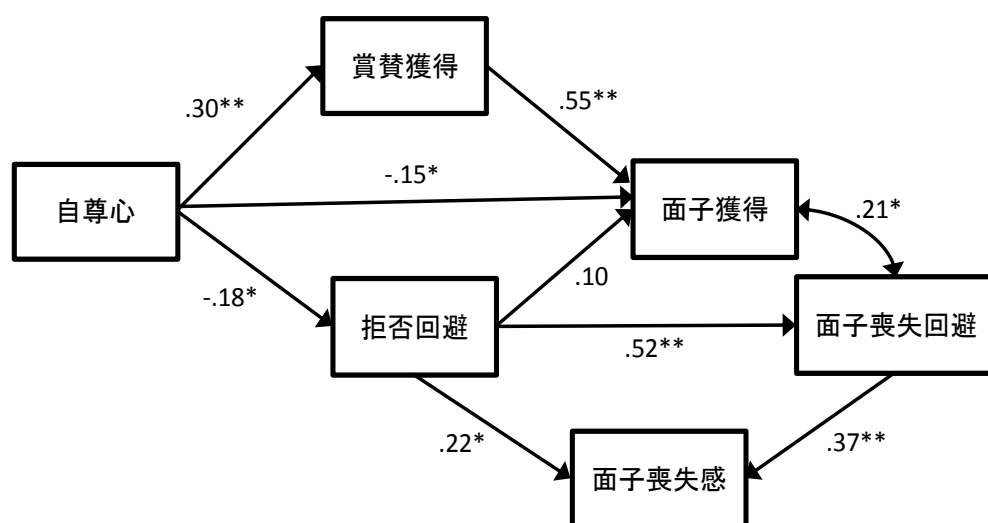 賞賛獲得
.30**
.55**
自尊心
-.15*
面子獲得
.21*
-.18*
.10
拒否回避
.52**
面子喪失回避
.22*
.37**
面子喪失感